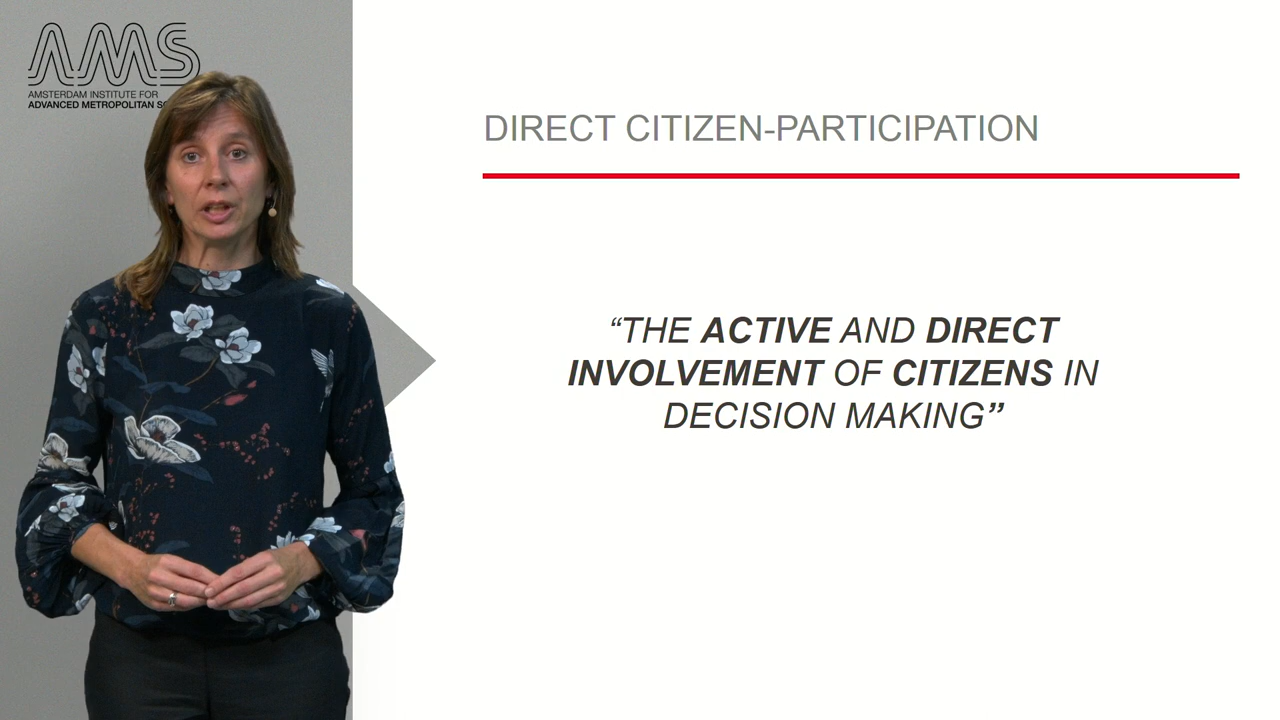 AMS
AMSTERDAM INSTITUTE FOR
ADVANCED METROPOLITAN
DIRECT CITIZEN-PARTICIPATION
“THE ACTIVE AND DIRECT
INVOLVEMENT OF CITIZENS IN
DECISION MAKING”